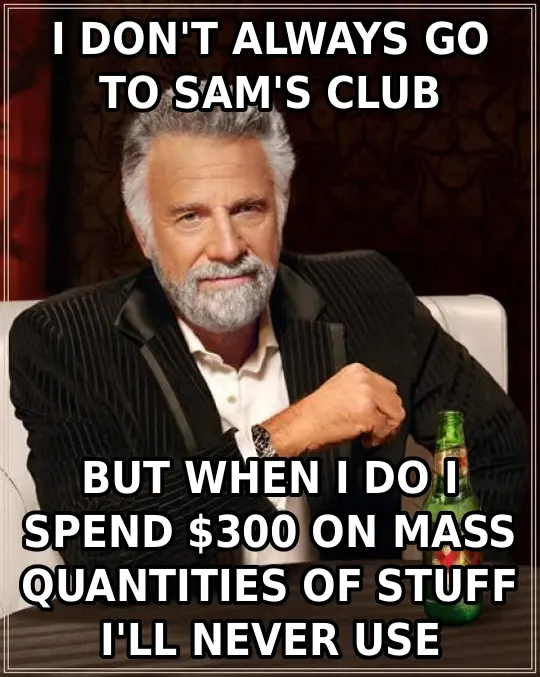 I DON'T ALWAYS GO
TO SAM'S CLUB
BUT WHEN I DO I
SPEND $300 ON MASS
QUANTITIES OF STUFF
I'LL NEVER USE